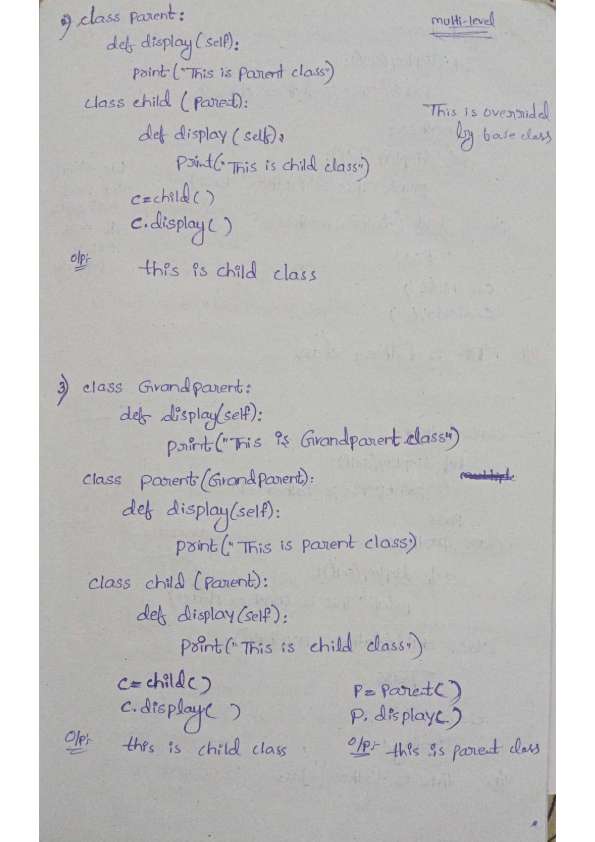 2) class Parent:
multi-level
def display(self):
print("This is Parent class")
class child (Parent):
This is overrided
by base class
def display(self):
Print("This is child class")
c=child()
c.display()
o/p:-
this is child class
3) class Grandparent:
def display(self):
print("This is Grandparent class")
class parent(Grandparent):
def display(self):
print("This is parent class")
class child (Parent):
def display(self):
print("This is child class")
c=child()
P= Parent()
c.display()
P.display()
o/p:- this is child class
o/p:- this is parent class